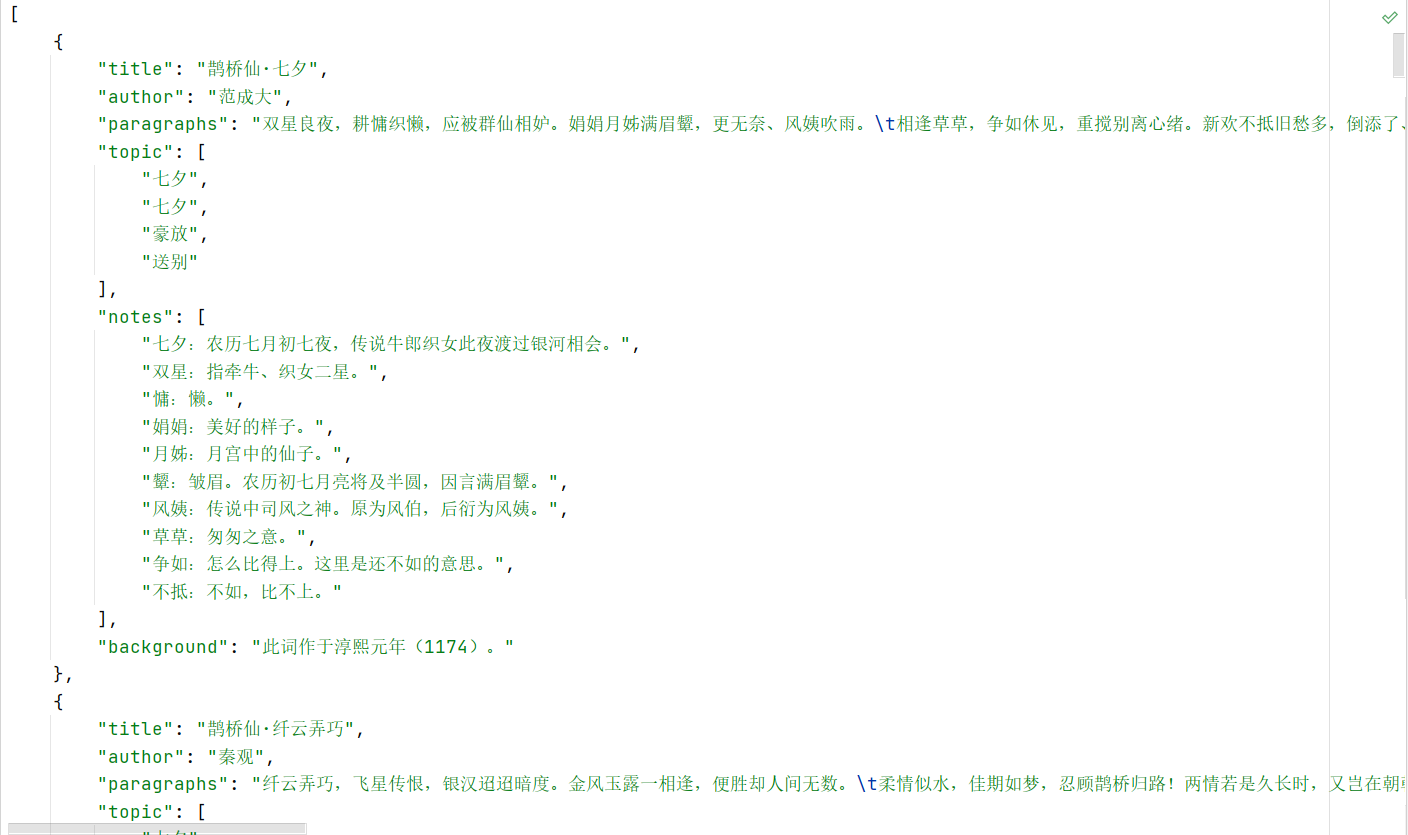 [
    {
        "title": "鹊桥仙·七夕",
        "author": "范成大",
        "paragraphs": "双星良夜，耕慵织懒，应被群仙相妒。娟娟月姊满眉颦，更无奈、风姨吹雨。\t相逢草草，争如休见，重搅别离心绪。新欢不抵旧愁多，倒添了、
        "topic": [
            "七夕",
            "七夕",
            "豪放",
            "送别"
        ],
        "notes": [
            "七夕：农历七月初七夜，传说牛郎织女此夜渡过银河相会。",
            "双星：指牵牛、织女二星。",
            "慵：懒。",
            "娟娟：美好的样子。",
            "月姊：月宫中的仙子。",
            "颦：皱眉。农历初七月亮将及半圆，因言满眉颦。",
            "风姨：传说中司风之神。原为风伯，后衍为风姨。",
            "草草：匆匆之意。",
            "争如：怎么比得上。这里是还不如的意思。",
            "不抵：不如，比不上。"
        ],
        "background": "此词作于淳熙元年（1174）。"
    },
    {
        "title": "鹊桥仙·纤云弄巧",
        "author": "秦观",
        "paragraphs": "纤云弄巧，飞星传恨，银汉迢迢暗度。金风玉露一相逢，便胜却人间无数。\t柔情似水，佳期如梦，忍顾鹊桥归路！两情若是久长时，又岂在朝
        "topic": [